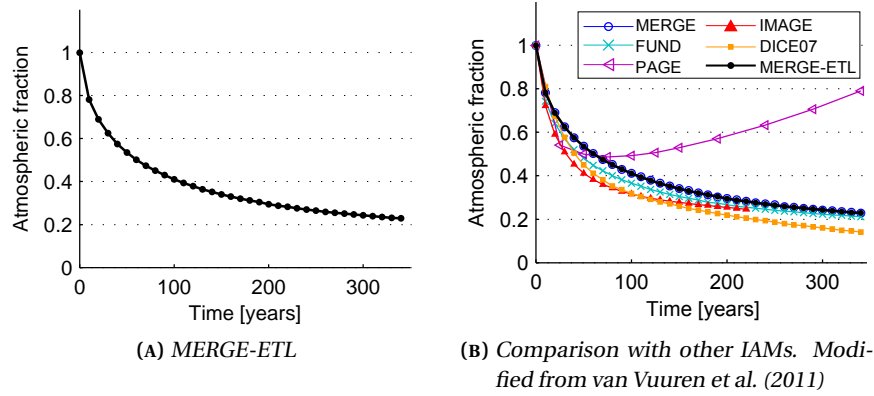 1
0.8
0.6
0.4
0.2
0
0
100
200
300
Atmospheric fraction
Time [years]
(A) MERGE-ETL
MERGE
FUND
PAGE
IMAGE
DICE07
MERGE-ETL
1
0.8
0.6
0.4
0.2
0
0
100
200
300
Atmospheric fraction
Time [years]
(B) Comparison with other IAMs. Modi-
fied from van Vuuren et al. (2011)